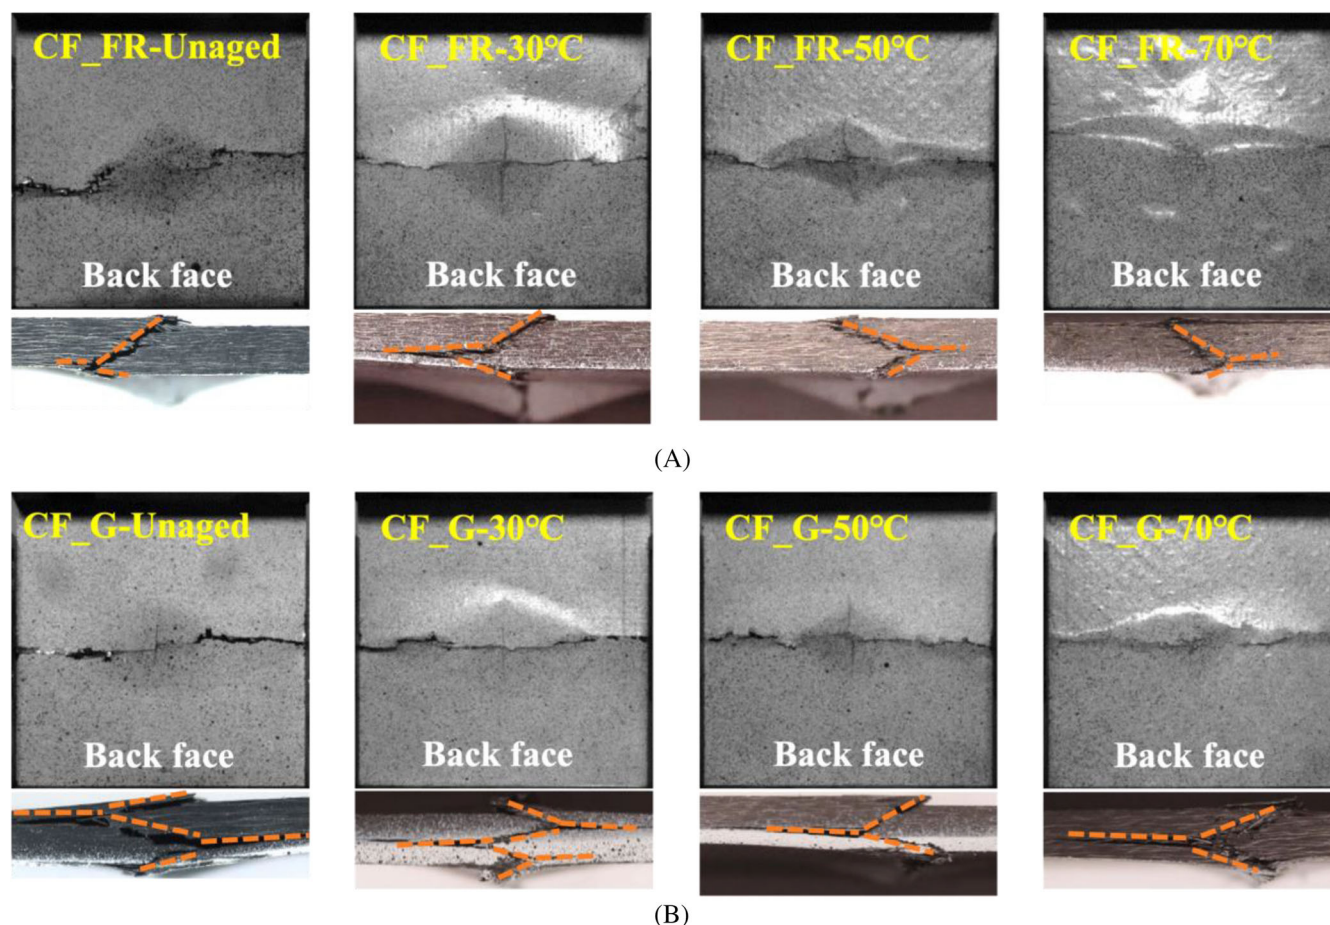 CF_FR-Unaged
CF_FR-30°C
CF_FR-50°C
CF_FR-70°C
Back face
Back face
Back face
Back face
(A)
CF_G-Unaged
CF_G-30°C
CF_G-50°C
CF_G-70°C
Back face
Back face
Back face
Back face
(B)